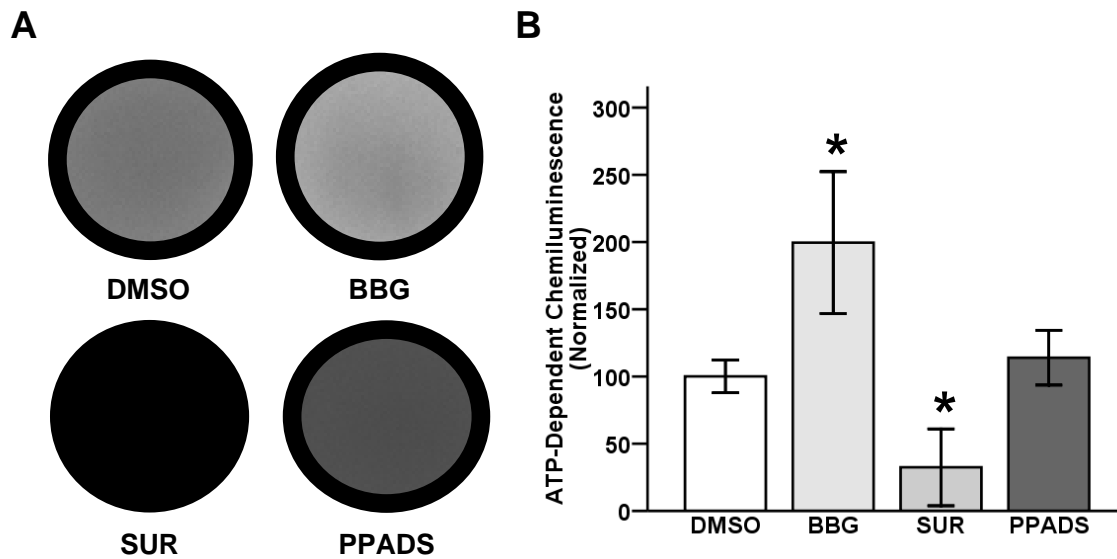 A
DMSO
BBG
SUR
PPADS
B
ATP-Dependent Chemiluminescence
(Normalized)
300
250
200
150
100
50
0
*
*
DMSO
BBG
SUR
PPADS